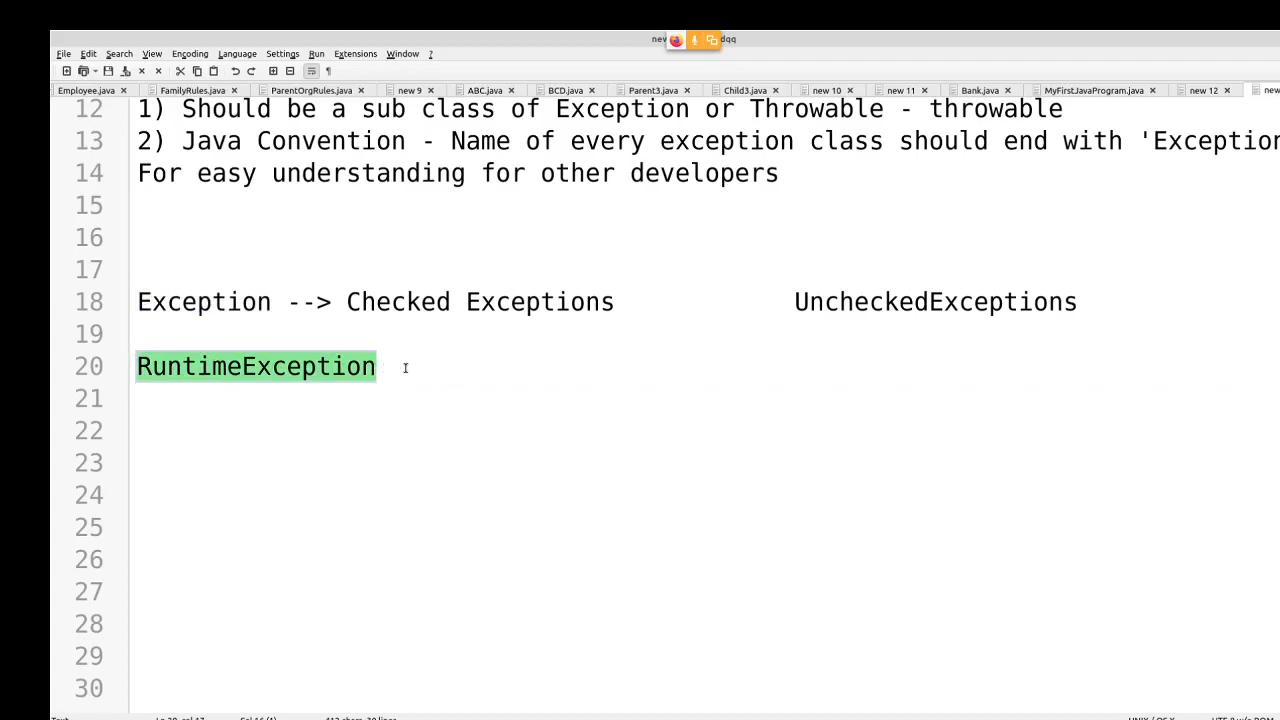 new dqq
File Edit Search View Encoding Language Settings Run Extensions Window ?
Employee.java FamilyRules.java ParentOrgRules.java new 9 ABC.java BCD.java Parent3.java Child3.java new 10 new 11 Bank.java MyFirstJavaProgram.java new 12 new
12 1) Should be a sub class of Exception or Throwable - throwable
13 2) Java Convention - Name of every exception class should end with 'Exception
14 For easy understanding for other developers
15
16
17
18 Exception --> Checked Exceptions UncheckedExceptions
19
20 RuntimeException
21
22
23
24
25
26
27
28
29
30